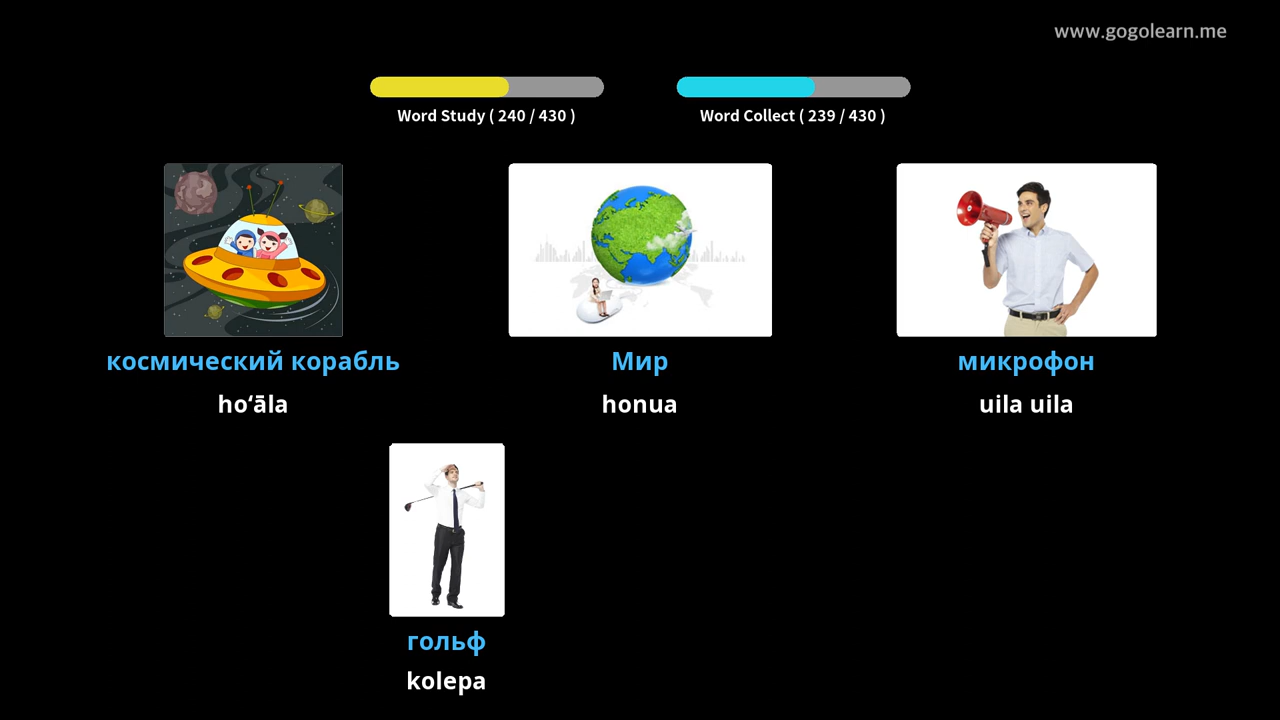 www.gogolearn.me
Word Study ( 240 / 430 )
Word Collect ( 239 / 430 )
космический корабль
hoʻāla
Мир
honua
микрофон
uila uila
гольф
kolepa